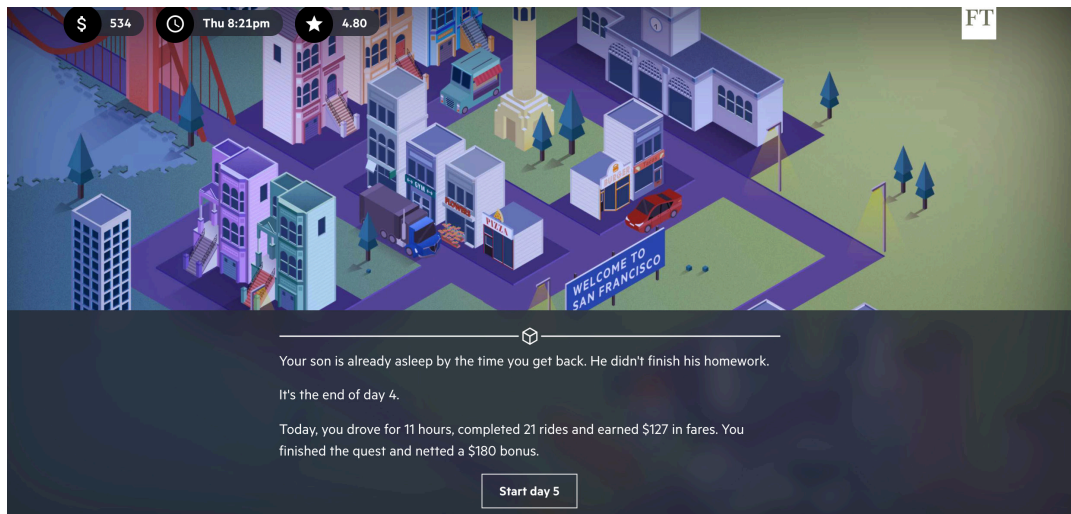 534
Thu 8:21pm
4.80
FT
GYM
FLOWERS
PIZZA
WELCOME TO
SAN FRANCISCO
Your son is already asleep by the time you get back. He didn't finish his homework.
It's the end of day 4.
Today, you drove for 11 hours, completed 21 rides and earned $127 in fares. You
finished the quest and netted a $180 bonus.
Start day 5